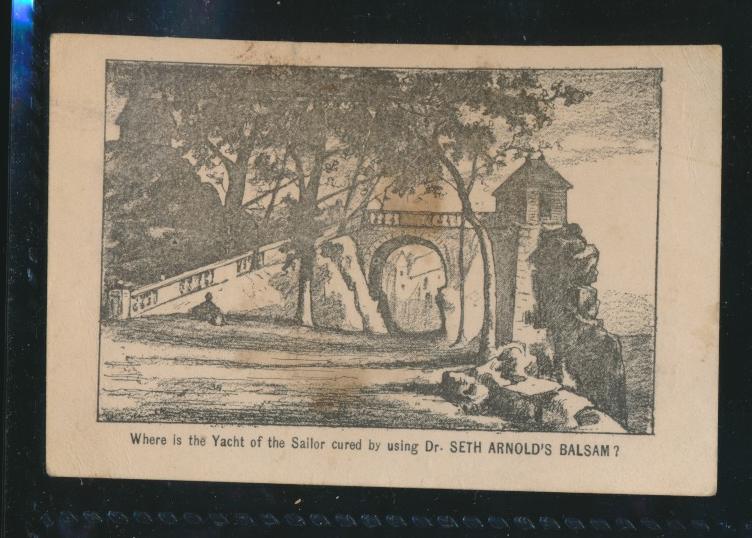 Where is the Yacht of the Sailor cured by using Dr. SETH ARNOLD'S BALSAM?